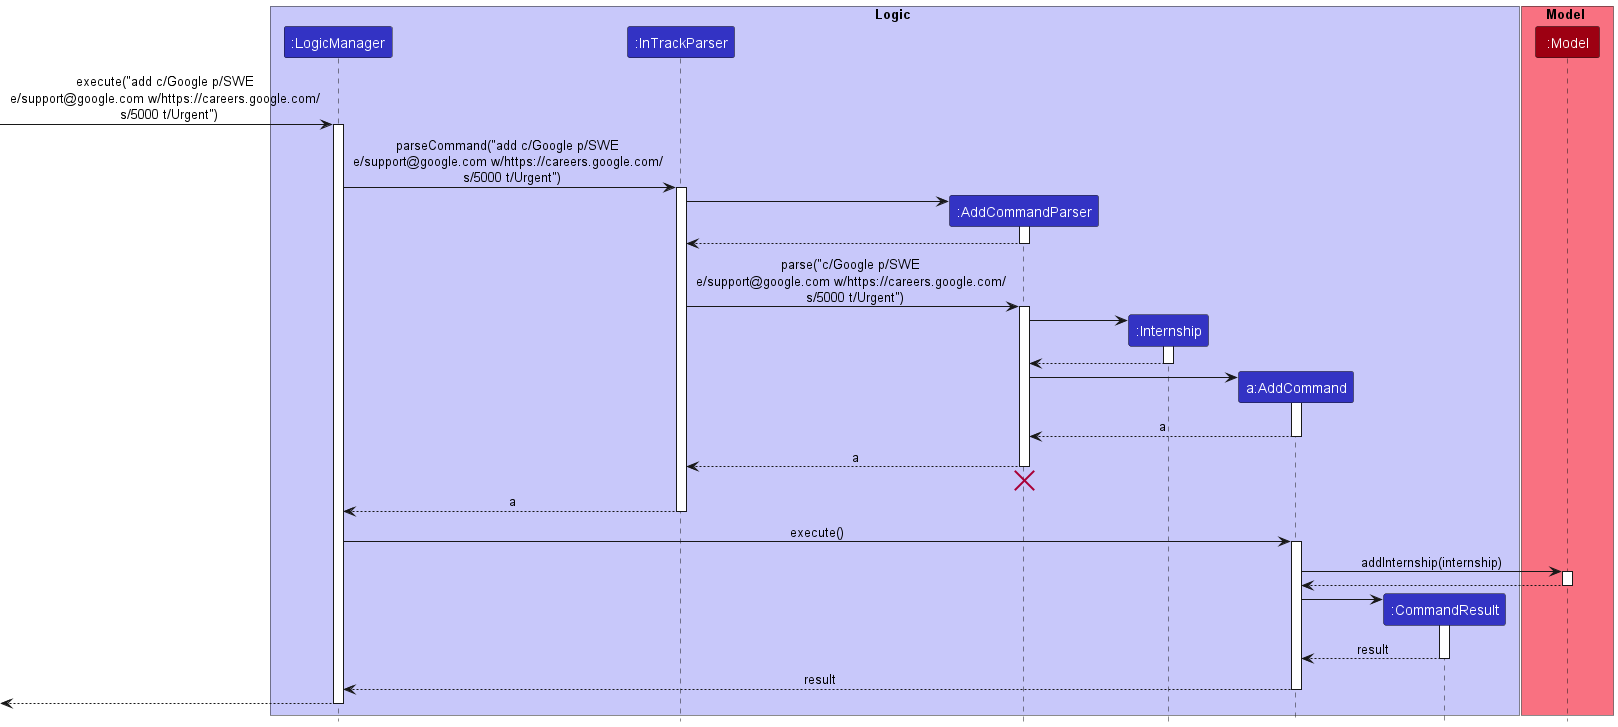 Logic
Model
:LogicManager
:InTrackParser
:Model
execute("add c/Google p/SWE
e/support@google.com w/https://careers.google.com/
s/5000 t/Urgent")
parseCommand("add c/Google p/SWE
e/support@google.com w/https://careers.google.com/
s/5000 t/Urgent")
:AddCommandParser
parse("c/Google p/SWE
e/support@google.com w/https://careers.google.com/
s/5000 t/Urgent")
:Internship
a:AddCommand
a
a
a
execute()
addInternship(internship)
:CommandResult
result
result